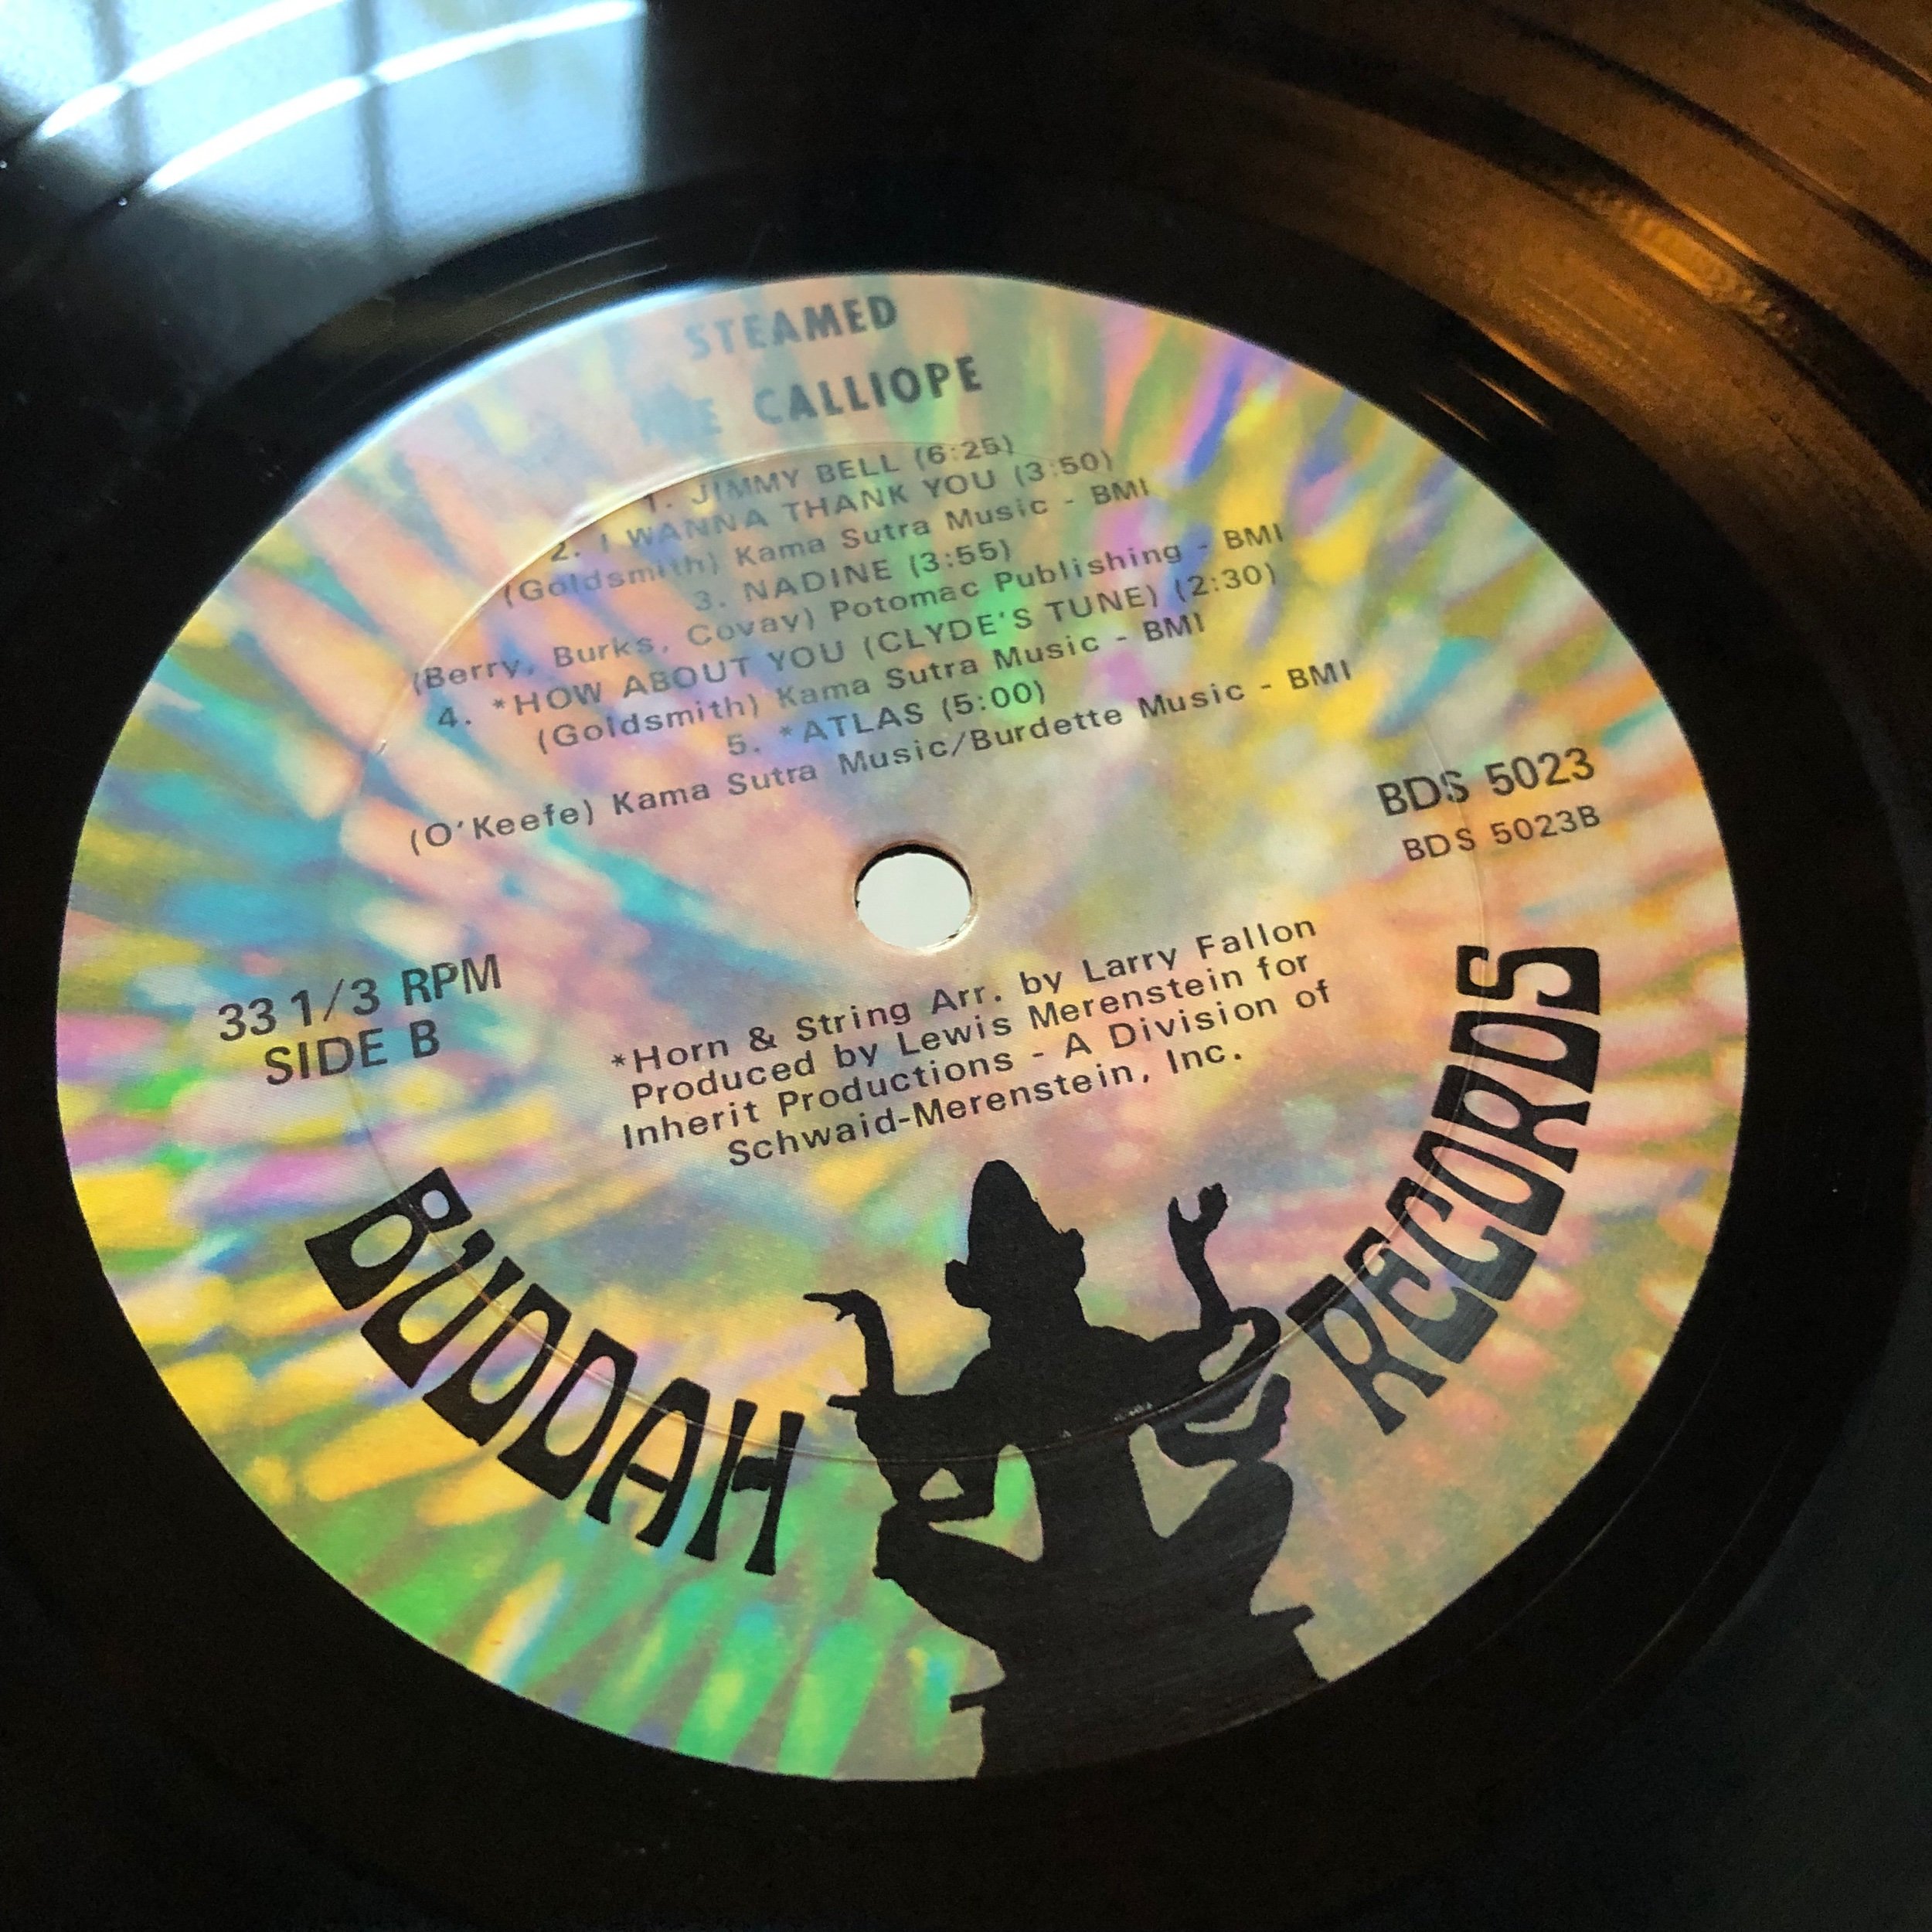 STEAMED
THE CALLIOPE
1. JIMMY BELL (6:25)
2. I WANNA THANK YOU (3:50)
(Goldsmith) Kama Sutra Music - BMI
3. NADINE (3:55)
(Berry, Burks, Covay) Potomac Publishing - BMI
4. *HOW ABOUT YOU (CLYDE'S TUNE) (2:30)
(Goldsmith) Kama Sutra Music - BMI
5. *ATLAS (5:00)
(O'Keefe) Kama Sutra Music/Burdette Music - BMI
BDS 5023
BDS 5023B
33 1/3 RPM
SIDE B
*Horn & String Arr. by Larry Fallon
Produced by Lewis Merenstein for
Inherit Productions - A Division of
Schwaid-Merenstein, Inc.
BUDDAH RECORDS